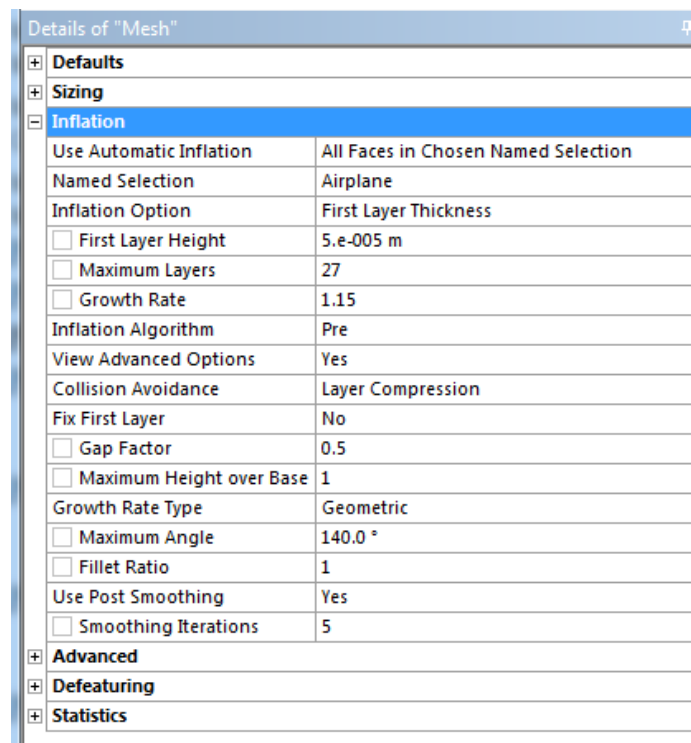 Details of "Mesh"
Defaults
Sizing
Inflation
Use Automatic Inflation All Faces in Chosen Named Selection
Named Selection Airplane
Inflation Option First Layer Thickness
First Layer Height 5.e-005 m
Maximum Layers 27
Growth Rate 1.15
Inflation Algorithm Pre
View Advanced Options Yes
Collision Avoidance Layer Compression
Fix First Layer No
Gap Factor 0.5
Maximum Height over Base 1
Growth Rate Type Geometric
Maximum Angle 140.0 °
Fillet Ratio 1
Use Post Smoothing Yes
Smoothing Iterations 5
Advanced
Defeaturing
Statistics